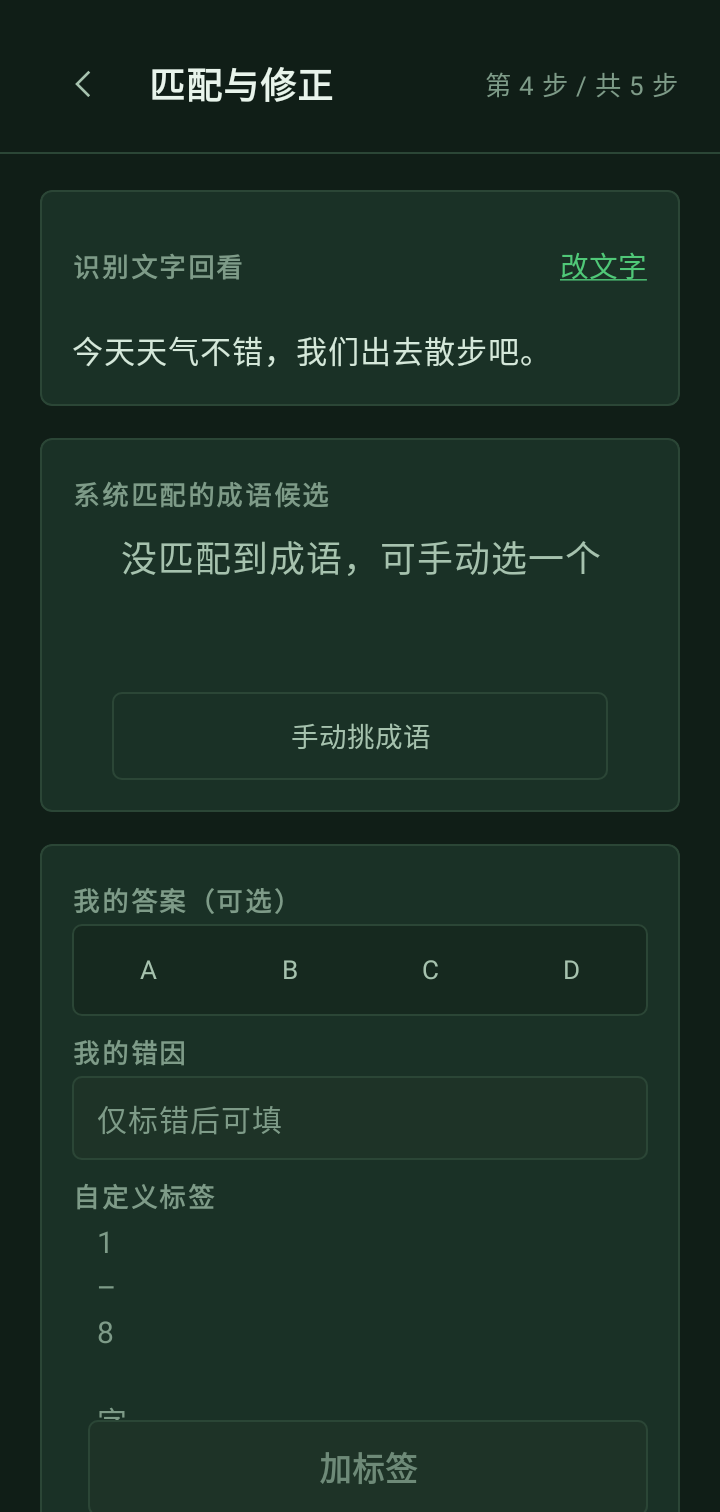 匹配与修正
第 4 步 / 共 5 步
识别文字回看
改文字
今天天气不错，我们出去散步吧。
系统匹配的成语候选
没匹配到成语，可手动选一个
手动挑成语
我的答案（可选）
A B C D
我的错因
仅标错后可填
自定义标签
1
–
8
字
加标签